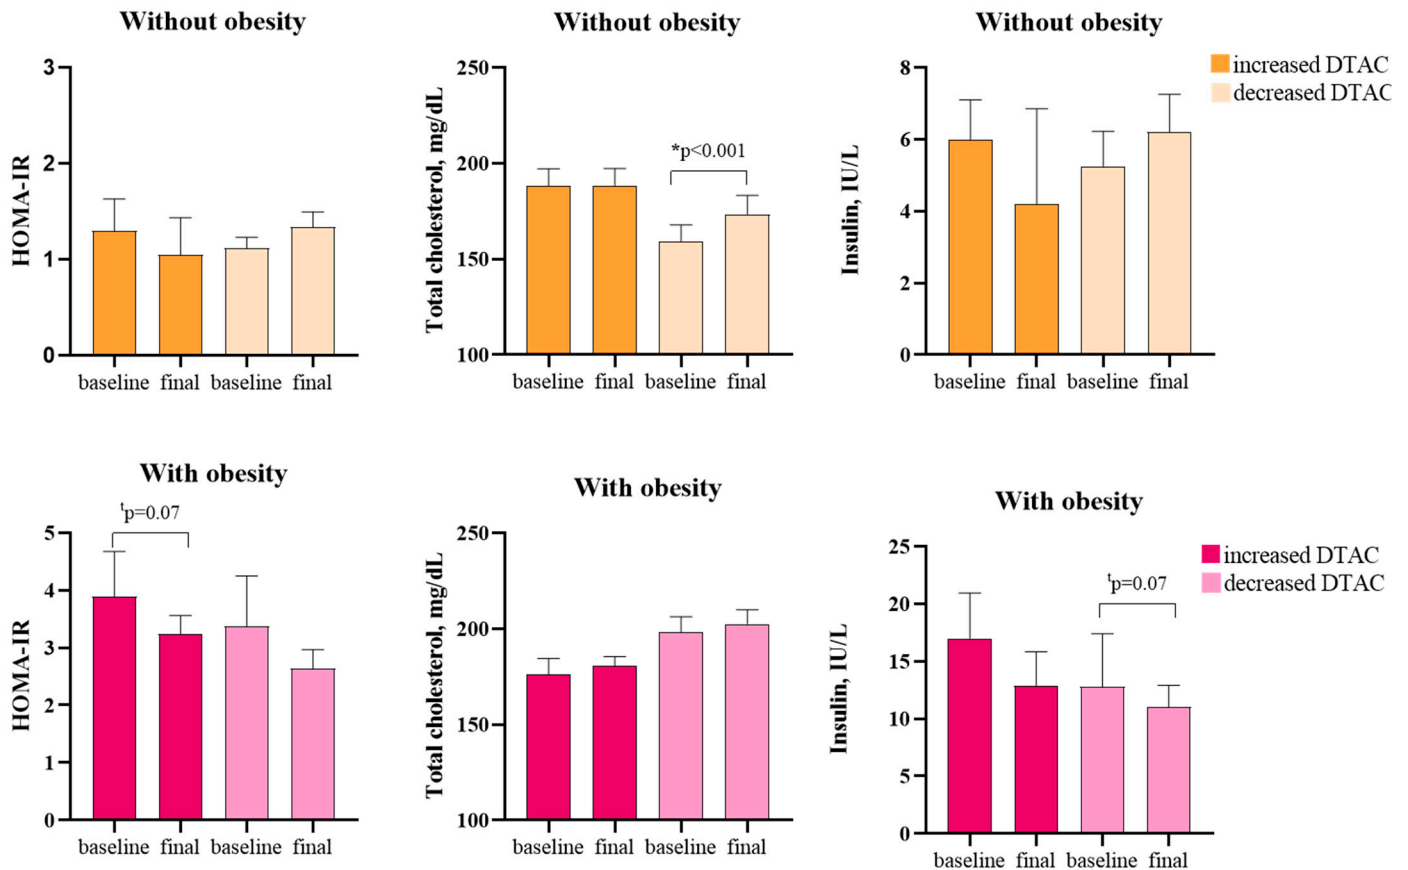 Without obesity
HOMA-IR
3
2
1
0
baseline final baseline final
Without obesity
Total cholesterol, mg/dL
250
200
150
100
*p<0.001
baseline final baseline final
Without obesity
Insulin, IU/L
8
6
4
2
0
baseline final baseline final
increased DTAC
decreased DTAC
With obesity
tp=0.07
HOMA-IR
5
4
3
2
1
0
baseline final baseline final
With obesity
Total cholesterol, mg/dL
250
200
150
100
baseline final baseline final
With obesity
tp=0.07
Insulin, IU/L
25
20
15
10
5
0
baseline final baseline final
increased DTAC
decreased DTAC